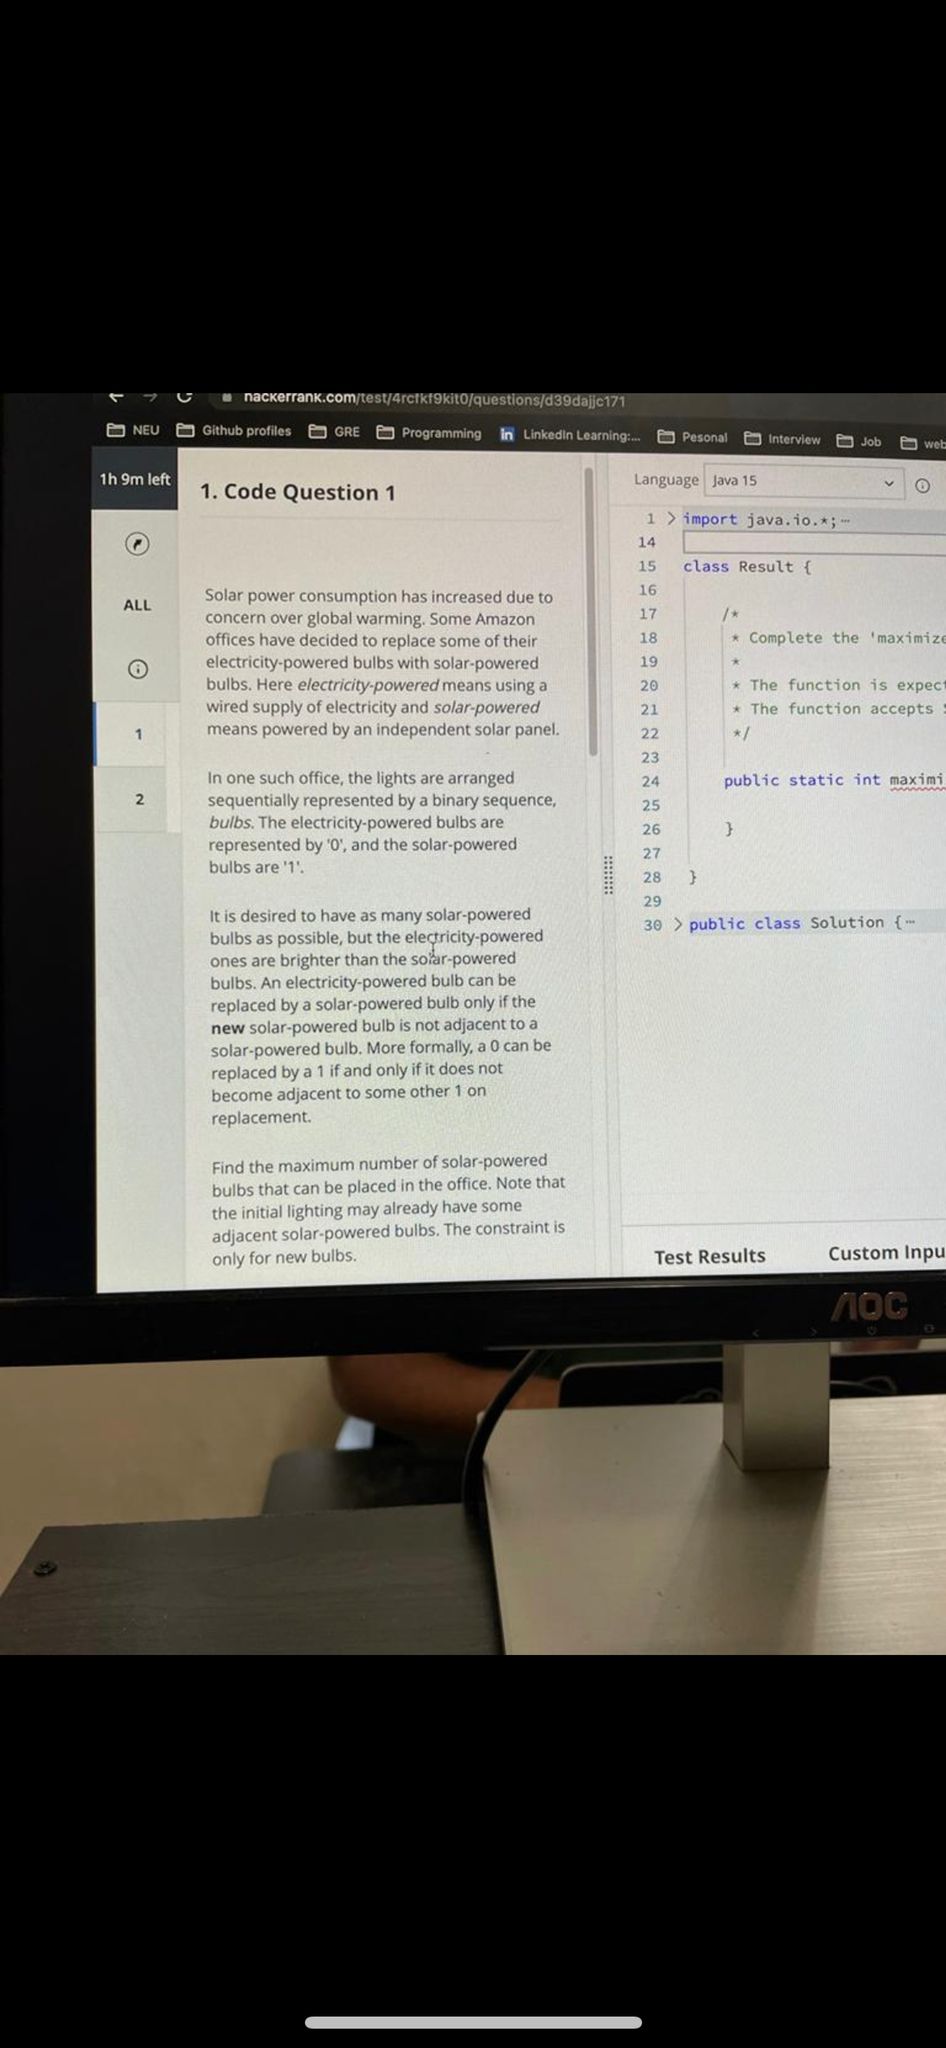 hackerrank.com/test/4rcfkf9kit0/questions/d39dajjc171
NEU Github profiles GRE Programming in LinkedIn Learning:... Pesonal Interview Job web
1h 9m left
ALL
1
2
1. Code Question 1
Solar power consumption has increased due to
concern over global warming. Some Amazon
offices have decided to replace some of their
electricity-powered bulbs with solar-powered
bulbs. Here electricity-powered means using a
wired supply of electricity and solar-powered
means powered by an independent solar panel.
In one such office, the lights are arranged
sequentially represented by a binary sequence,
bulbs. The electricity-powered bulbs are
represented by '0', and the solar-powered
bulbs are '1'.
It is desired to have as many solar-powered
bulbs as possible, but the electricity-powered
ones are brighter than the solar-powered
bulbs. An electricity-powered bulb can be
replaced by a solar-powered bulb only if the
new solar-powered bulb is not adjacent to a
solar-powered bulb. More formally, a 0 can be
replaced by a 1 if and only if it does not
become adjacent to some other 1 on
replacement.
Find the maximum number of solar-powered
bulbs that can be placed in the office. Note that
the initial lighting may already have some
adjacent solar-powered bulbs. The constraint is
only for new bulbs.
Language Java 15
1 > import java.io.*;...
14
15 class Result {
16
17 /*
18 * Complete the 'maximize
19 *
20 * The function is expect
21 * The function accepts
22 */
23
24 public static int maximi
25
26 }
27
28 }
29
30 > public class Solution {...
Test Results Custom Inpu
AOC